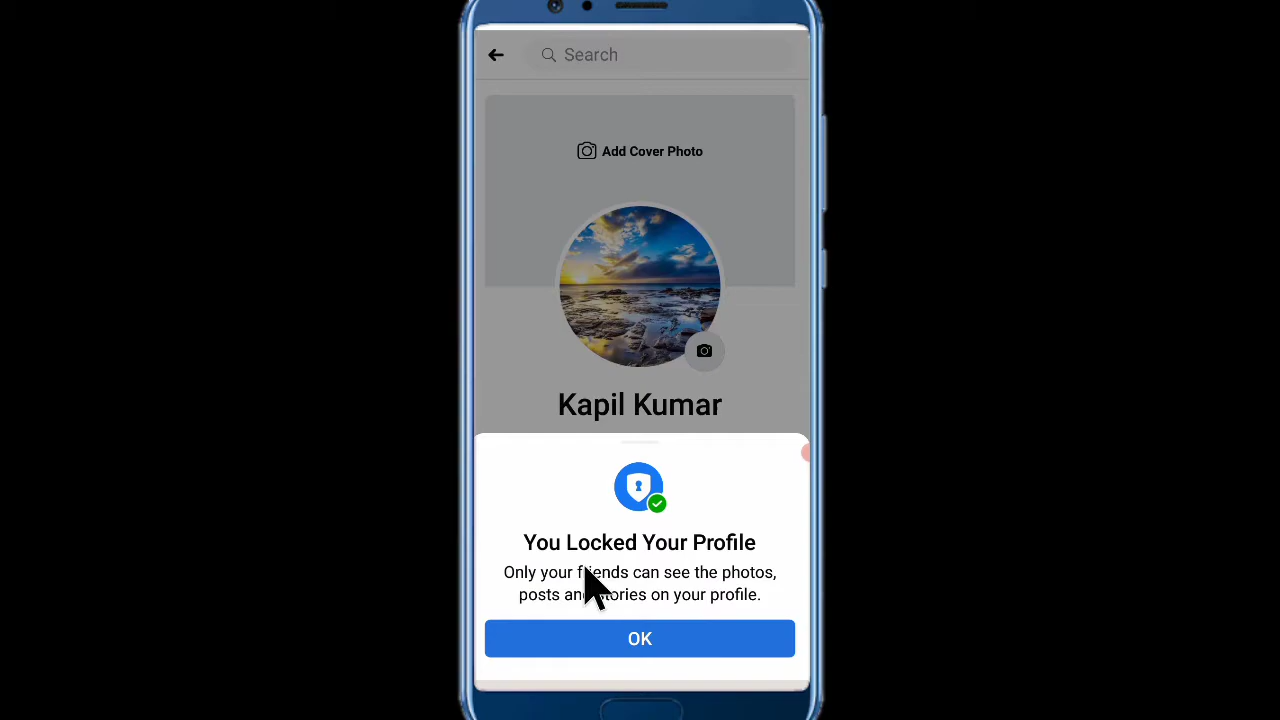 Search
Add Cover Photo
Kapil Kumar
You Locked Your Profile
Only your friends can see the photos,
posts and stories on your profile.
OK